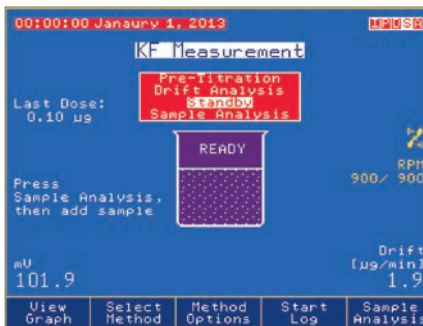 00:00:00 Janaury 1, 2013
KF Measurement
Pre-Titration
Drift Analysis
Standby
Sample Analysis
Last Dose:
0.10 µg
READY
RPM
900/ 900
Press
Sample Analysis,
then add sample
mV
101.9
Drift
[µg/min]
1.9
View Graph
Select Method
Method Options
Start Log
Sample Analysis